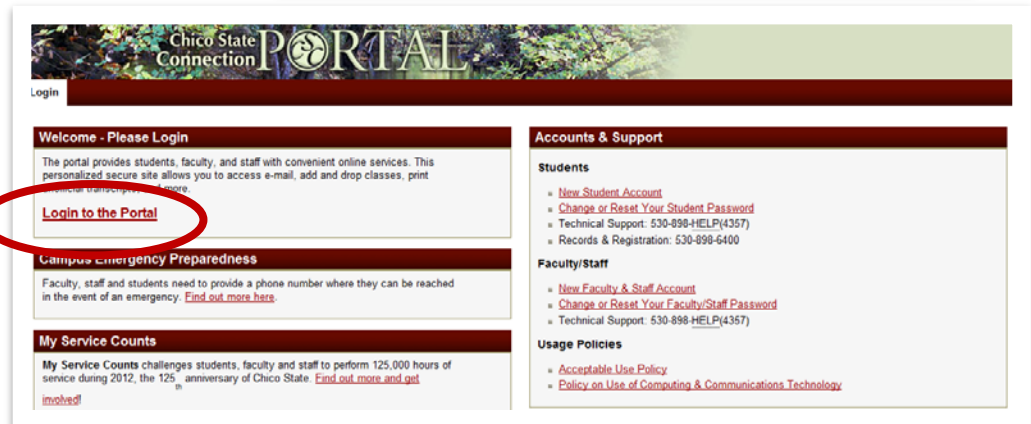 Chico State
Connection PORTAL
Login
Welcome - Please Login
The portal provides students, faculty, and staff with convenient online services. This
personalized secure site allows you to access e-mail, add and drop classes, print
unofficial transcripts, and more.
Login to the Portal
Campus Emergency Preparedness
Faculty, staff and students need to provide a phone number where they can be reached
in the event of an emergency. Find out more here.
My Service Counts
My Service Counts challenges students, faculty and staff to perform 125,000 hours of
service during 2012, the 125th anniversary of Chico State. Find out more and get
involved!
Accounts & Support
Students
New Student Account
Change or Reset Your Student Password
Technical Support: 530-898-HELP(4357)
Records & Registration: 530-898-6400
Faculty/Staff
New Faculty & Staff Account
Change or Reset Your Faculty/Staff Password
Technical Support: 530-898-HELP(4357)
Usage Policies
Acceptable Use Policy
Policy on Use of Computing & Communications Technology